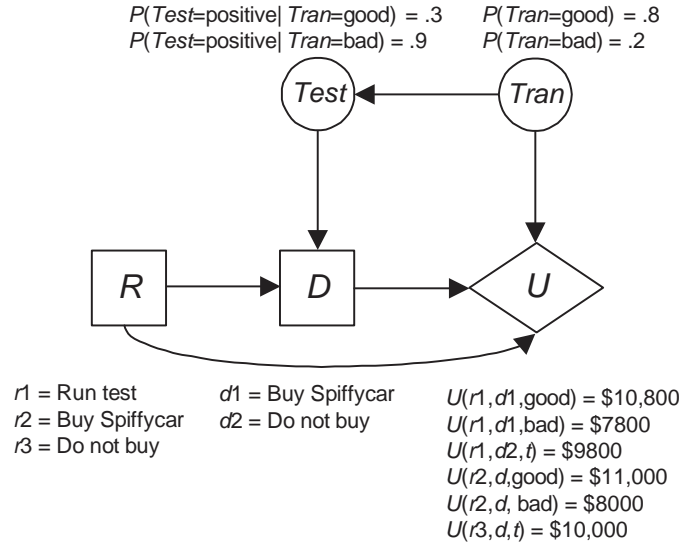 P(Test=positive| Tran=good) = .3
P(Test=positive| Tran=bad) = .9
P(Tran=good) = .8
P(Tran=bad) = .2
Test
Tran
R
D
U
r1 = Run test
r2 = Buy Spiffycar
r3 = Do not buy
d1 = Buy Spiffycar
d2 = Do not buy
U(r1,d1,good) = $10,800
U(r1,d1,bad) = $7800
U(r1,d2,t) = $9800
U(r2,d,good) = $11,000
U(r2,d, bad) = $8000
U(r3,d,t) = $10,000